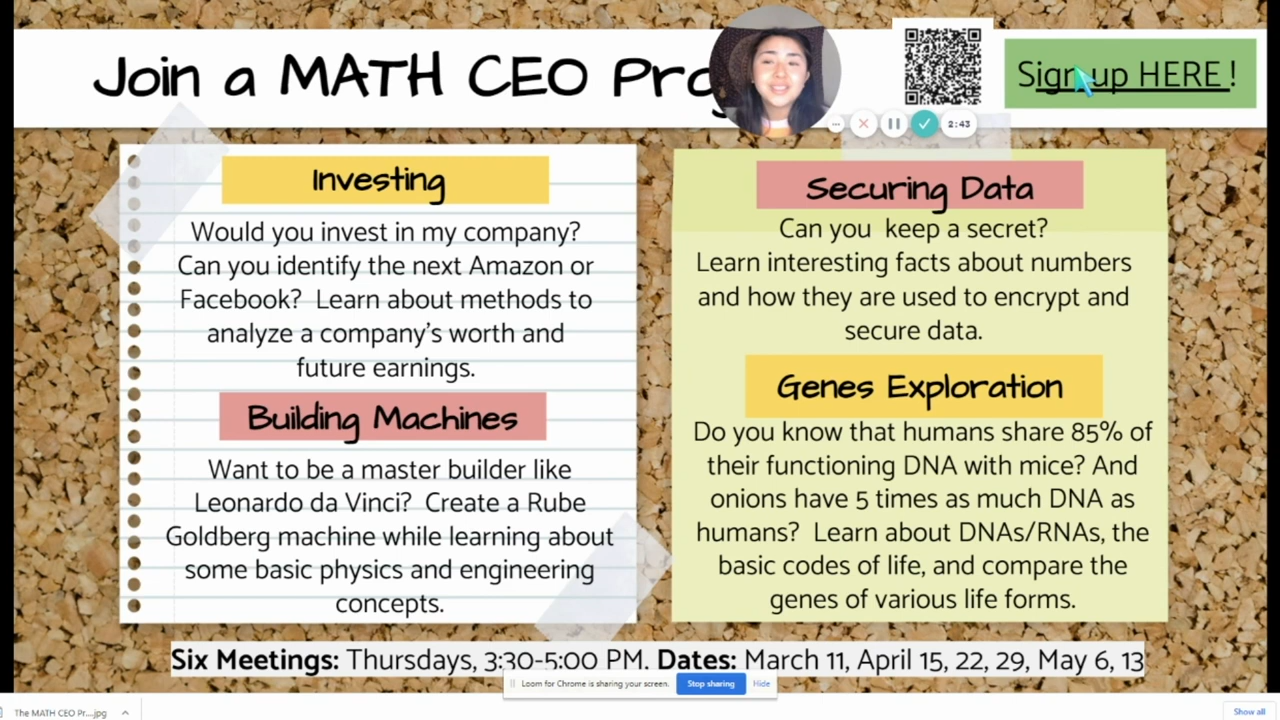 Join a MATH CEO Pro
Sign up HERE !
2:43
Investing
Would you invest in my company?
Can you identify the next Amazon or
Facebook? Learn about methods to
analyze a company's worth and
future earnings.
Building Machines
Want to be a master builder like
Leonardo da Vinci? Create a Rube
Goldberg machine while learning about
some basic physics and engineering
concepts.
Securing Data
Can you keep a secret?
Learn interesting facts about numbers
and how they are used to encrypt and
secure data.
Genes Exploration
Do you know that humans share 85% of
their functioning DNA with mice? And
onions have 5 times as much DNA as
humans? Learn about DNAs/RNAs, the
basic codes of life, and compare the
genes of various life forms.
Six Meetings: Thursdays, 3:30-5:00 PM. Dates: March 11, April 15, 22, 29, May 6, 13
Loom for Chrome is sharing your screen. Stop sharing Hide
The MATH CEO Pr....jpg
Show all